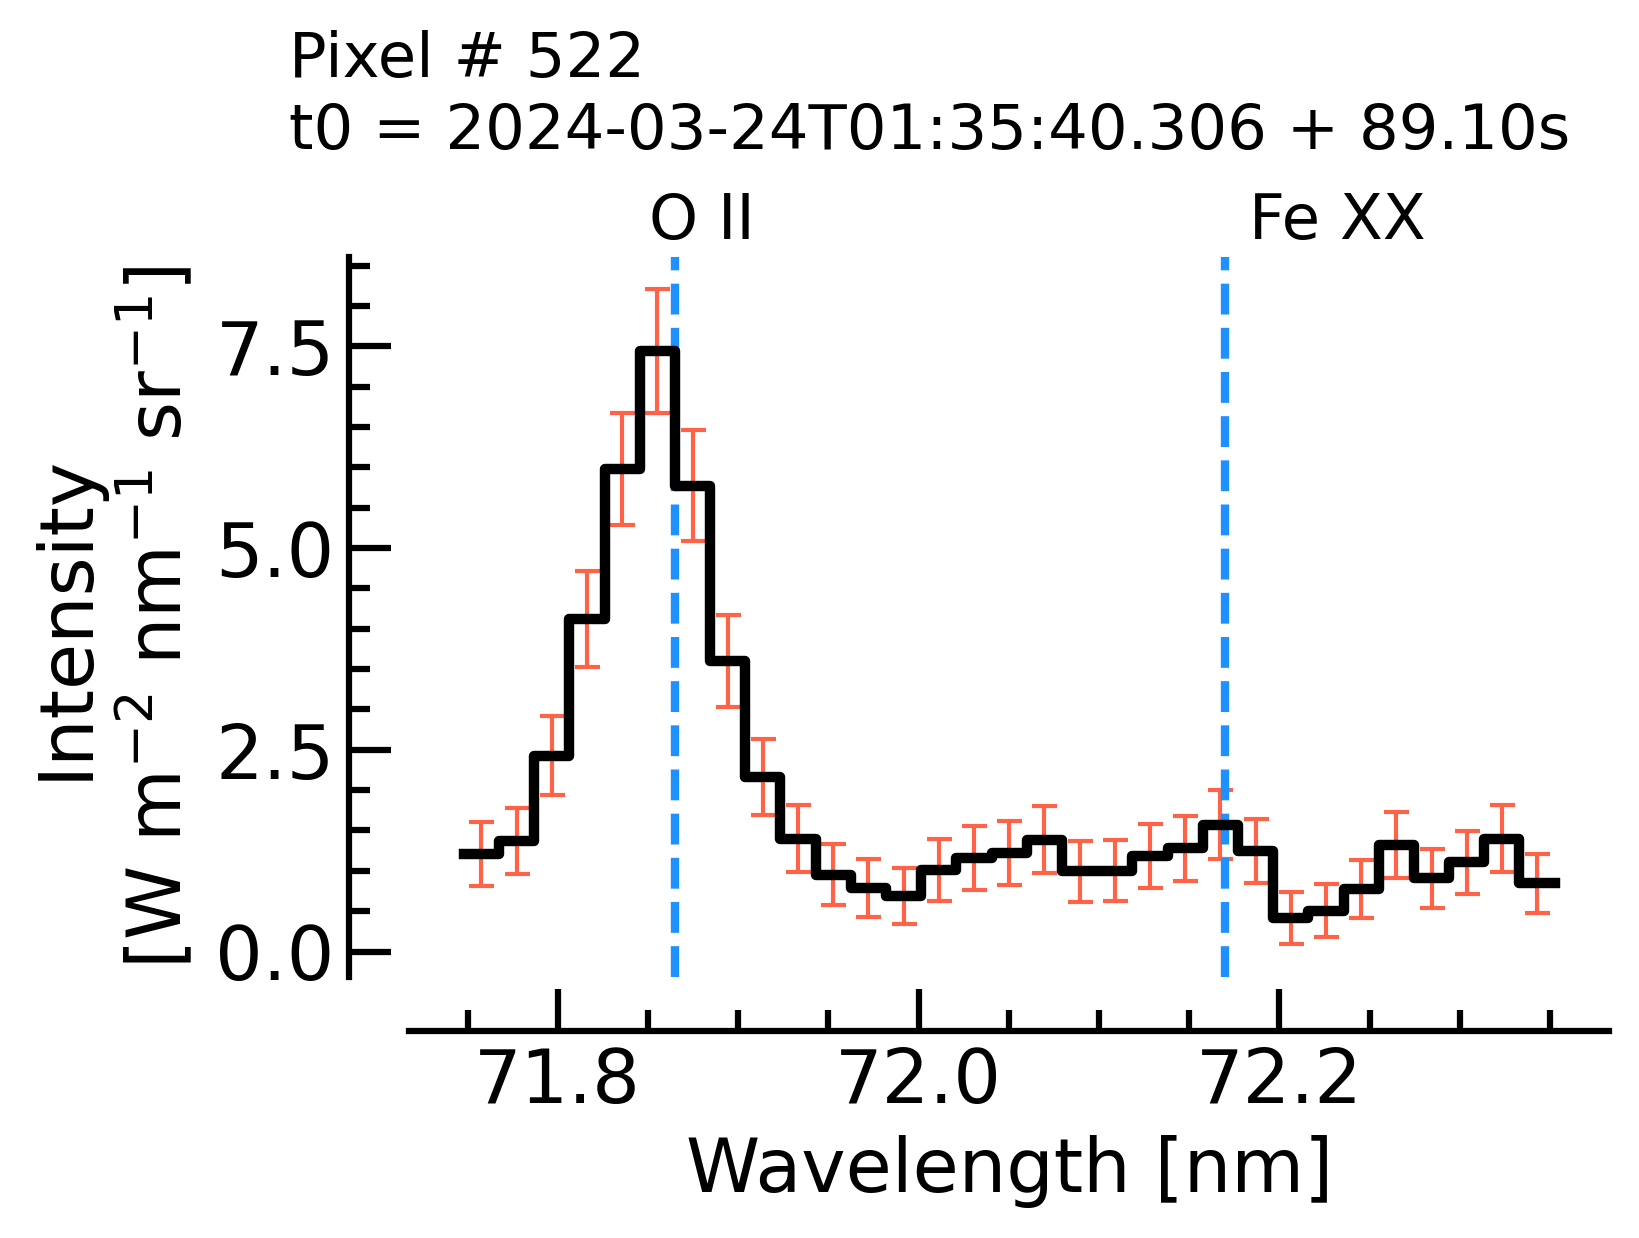 Pixel # 522
t0 = 2024-03-24T01:35:40.306 + 89.10s
O II
Fe XX
Intensity
[W m⁻² nm⁻¹ sr⁻¹]
7.5
5.0
2.5
0.0
71.8
72.0
72.2
Wavelength [nm]